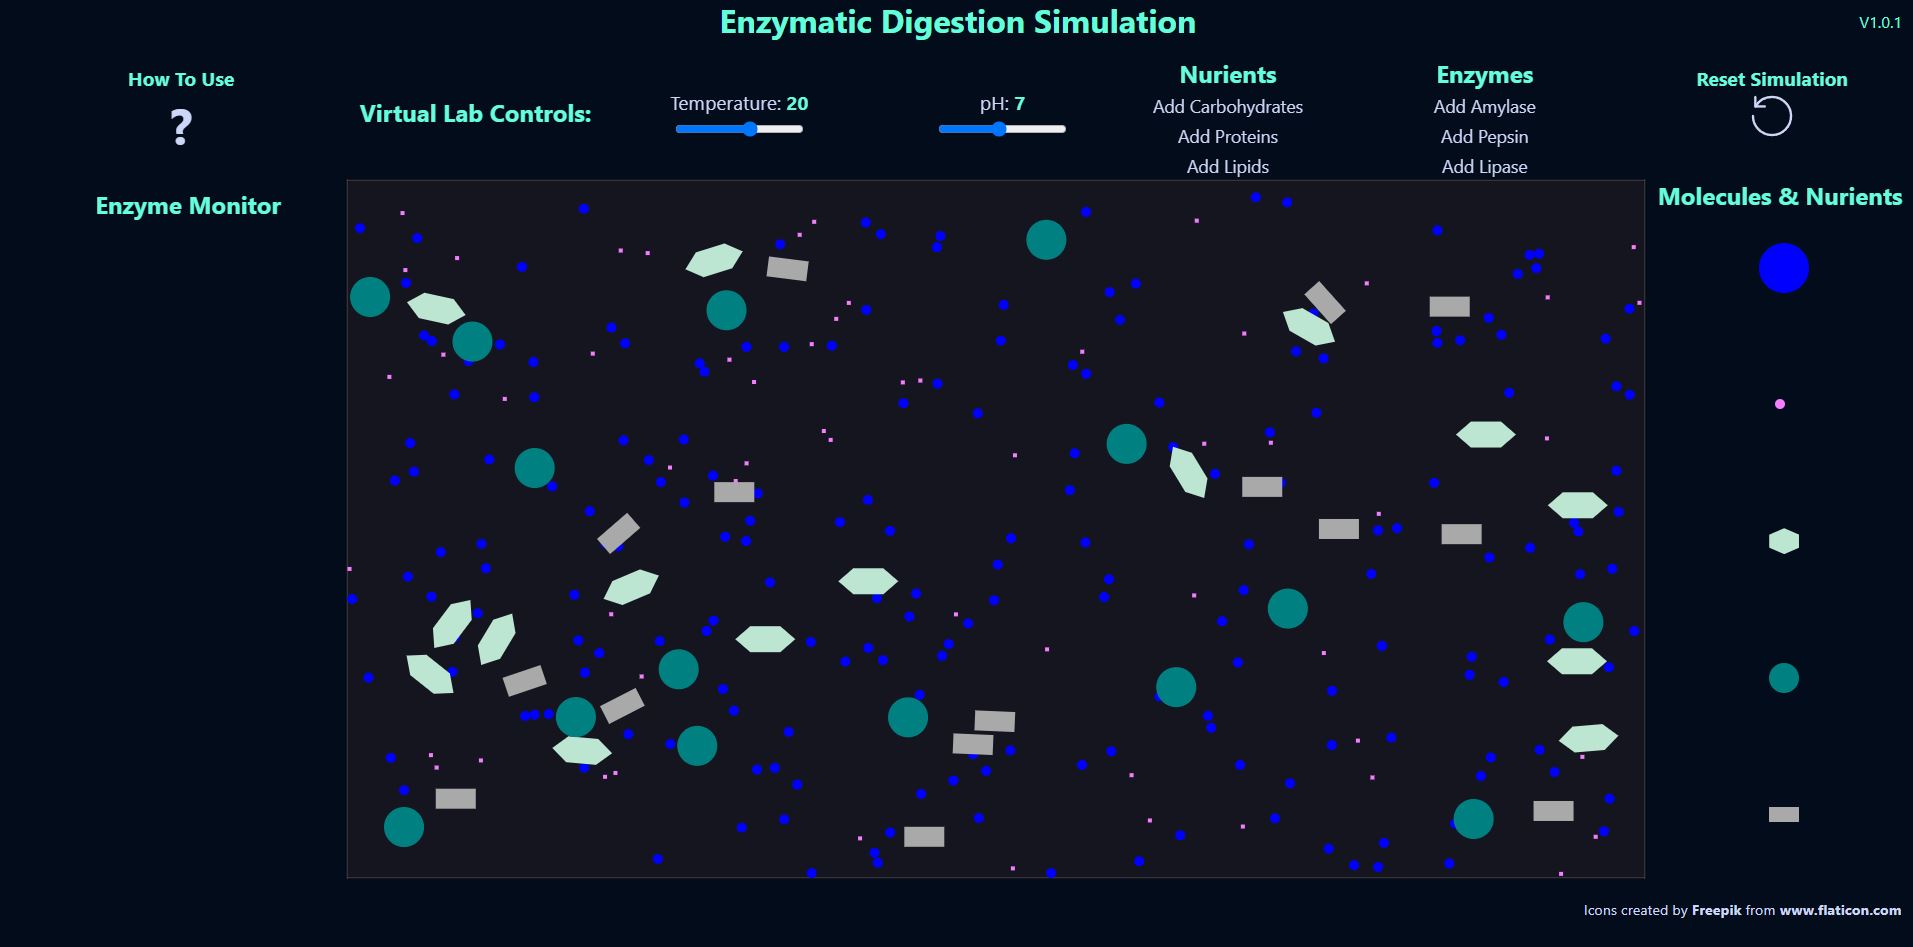 Enzymatic Digestion Simulation
V1.0.1
How To Use
?
Virtual Lab Controls:
Temperature: 20
pH: 7
Nurients
Add Carbohydrates
Add Proteins
Add Lipids
Enzymes
Add Amylase
Add Pepsin
Add Lipase
Reset Simulation
Enzyme Monitor
Molecules & Nurients
Icons created by Freepik from www.flaticon.com